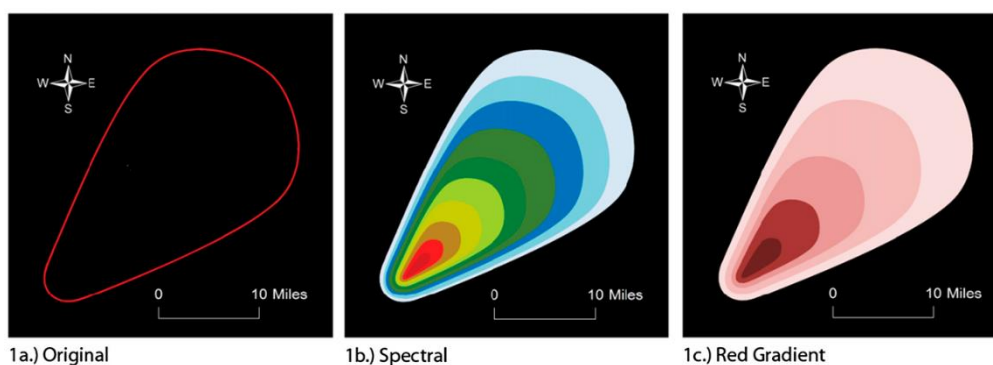 N
W E
S
0 10 Miles
1a.) Original
N
W E
S
0 10 Miles
1b.) Spectral
N
W E
S
0 10 Miles
1c.) Red Gradient